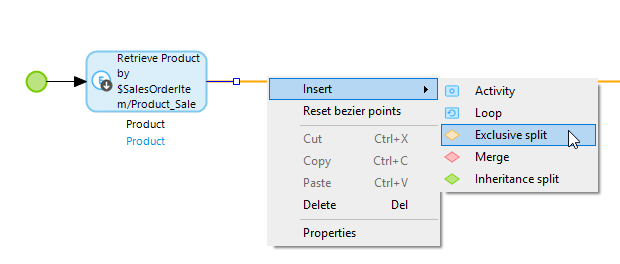 Retrieve Product
by
$SalesOrderIte
m/Product_Sale
Product
Product
Insert
Reset bezier points
Cut Ctrl+X
Copy Ctrl+C
Paste Ctrl+V
Delete Del
Properties
Activity
Loop
Exclusive split
Merge
Inheritance split